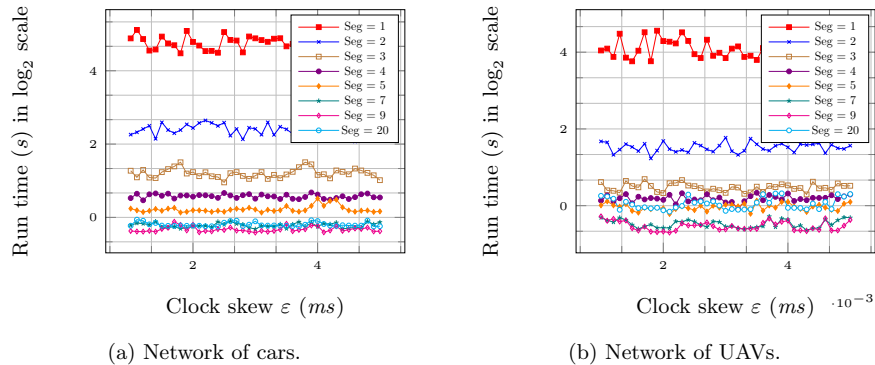 Run time (s) in log₂ scale
4
2
0
2
4
Clock skew ε (ms)
Seg = 1
Seg = 2
Seg = 3
Seg = 4
Seg = 5
Seg = 7
Seg = 9
Seg = 20
(a) Network of cars.
Run time (s) in log₂ scale
4
2
0
2
4
Clock skew ε (ms)
·10⁻³
Seg = 1
Seg = 2
Seg = 3
Seg = 4
Seg = 5
Seg = 7
Seg = 9
Seg = 20
(b) Network of UAVs.